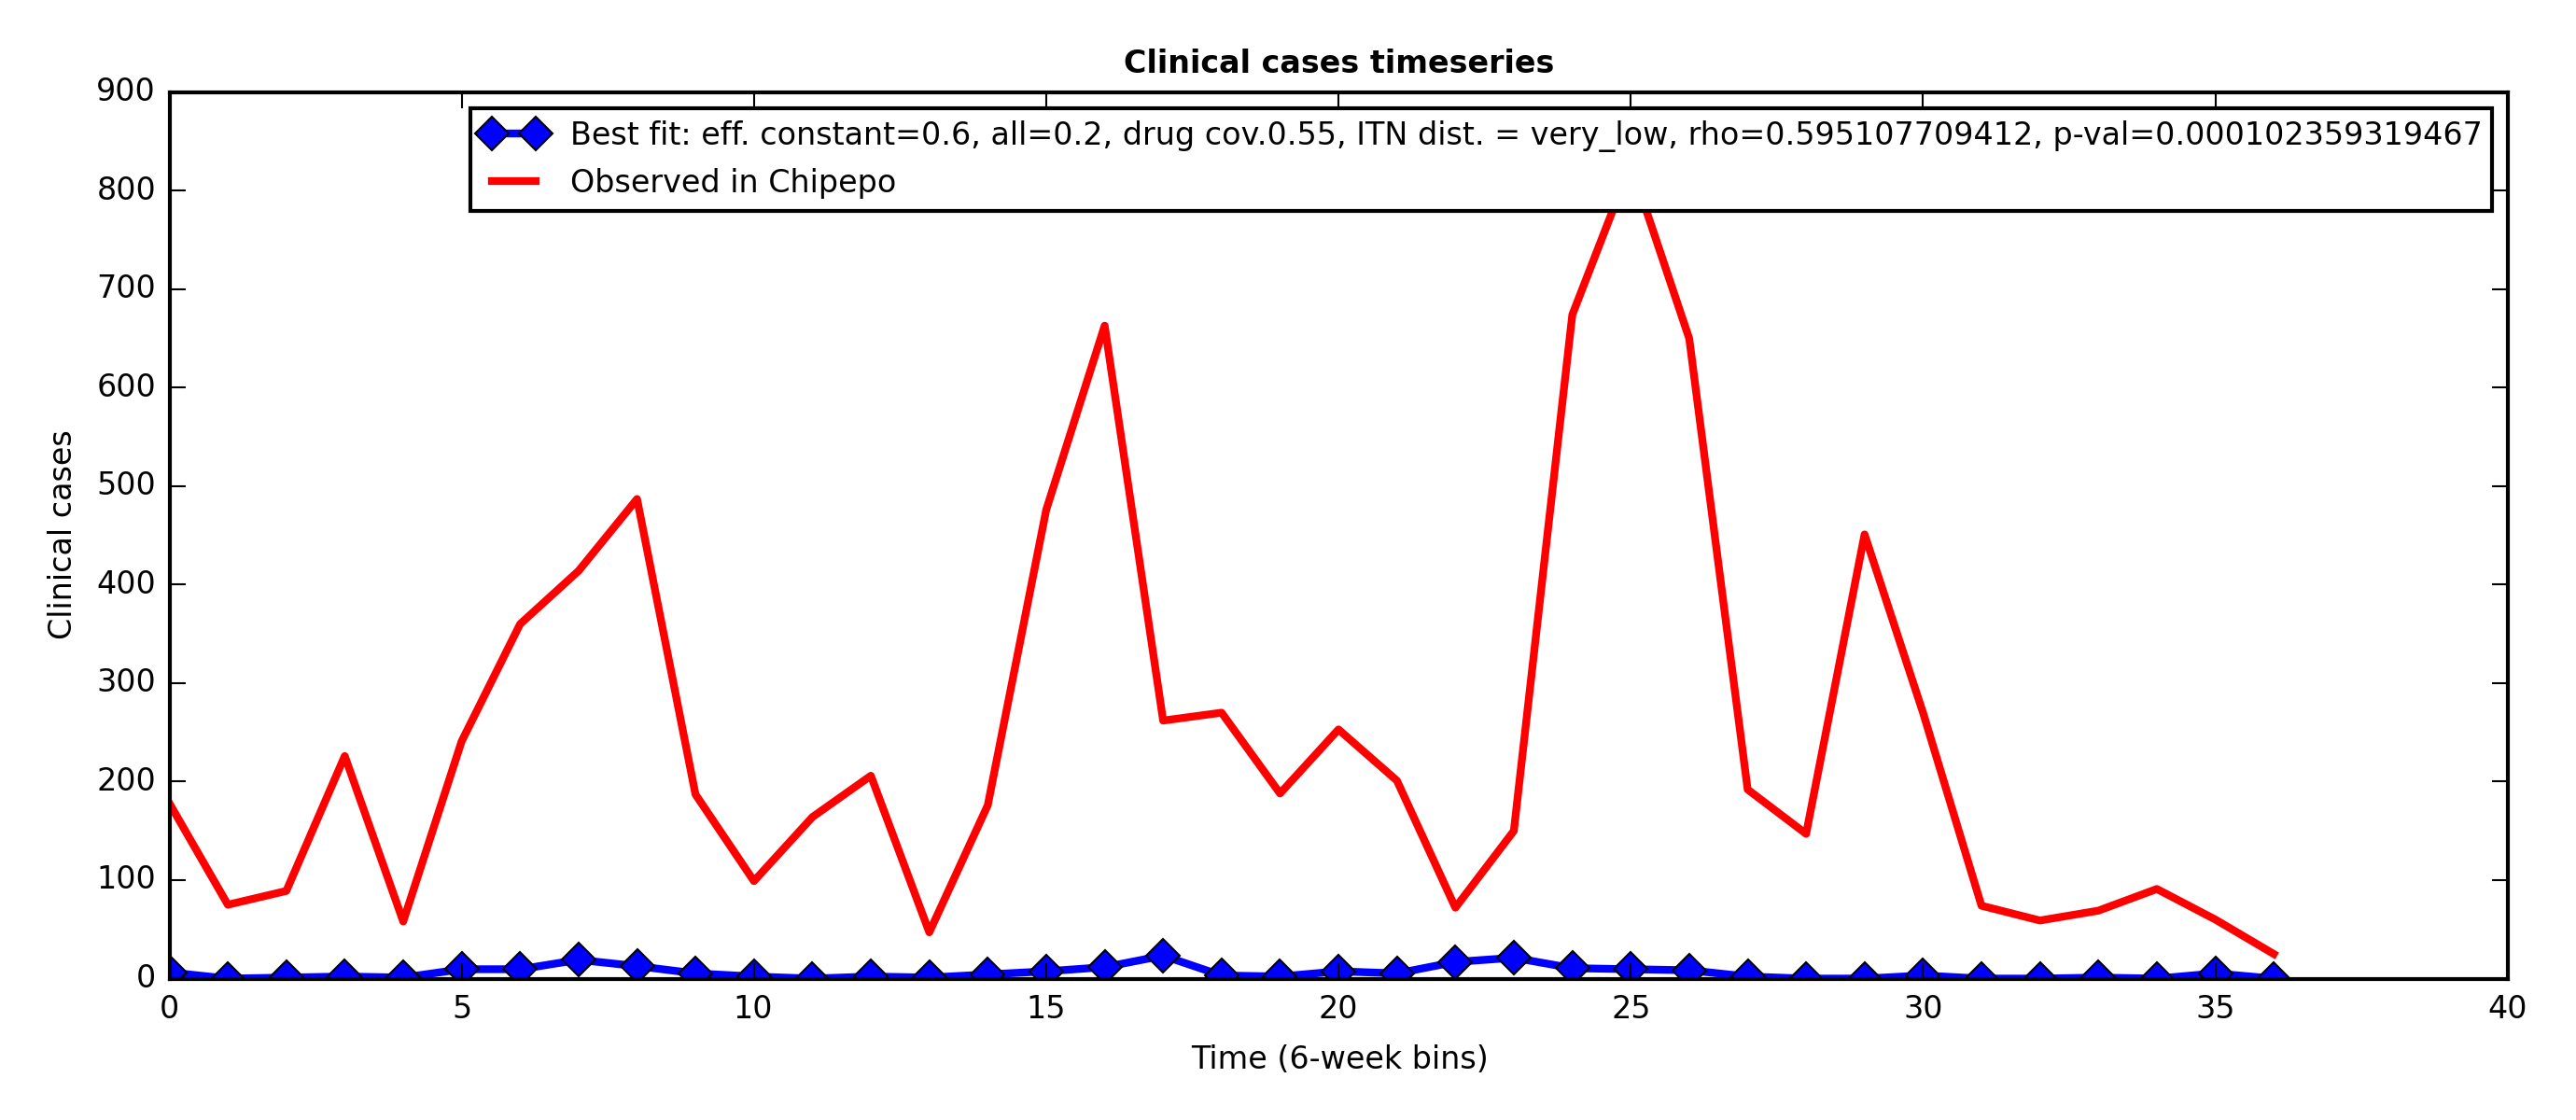 Clinical cases timeseries
900
800
700
600
500
400
300
200
100
0
Clinical cases
Best fit: eff. constant=0.6, all=0.2, drug cov.0.55, ITN dist. = very_low, rho=0.595107709412, p-val=0.000102359319467
Observed in Chipepo
0 5 10 15 20 25 30 35 40
Time (6-week bins)